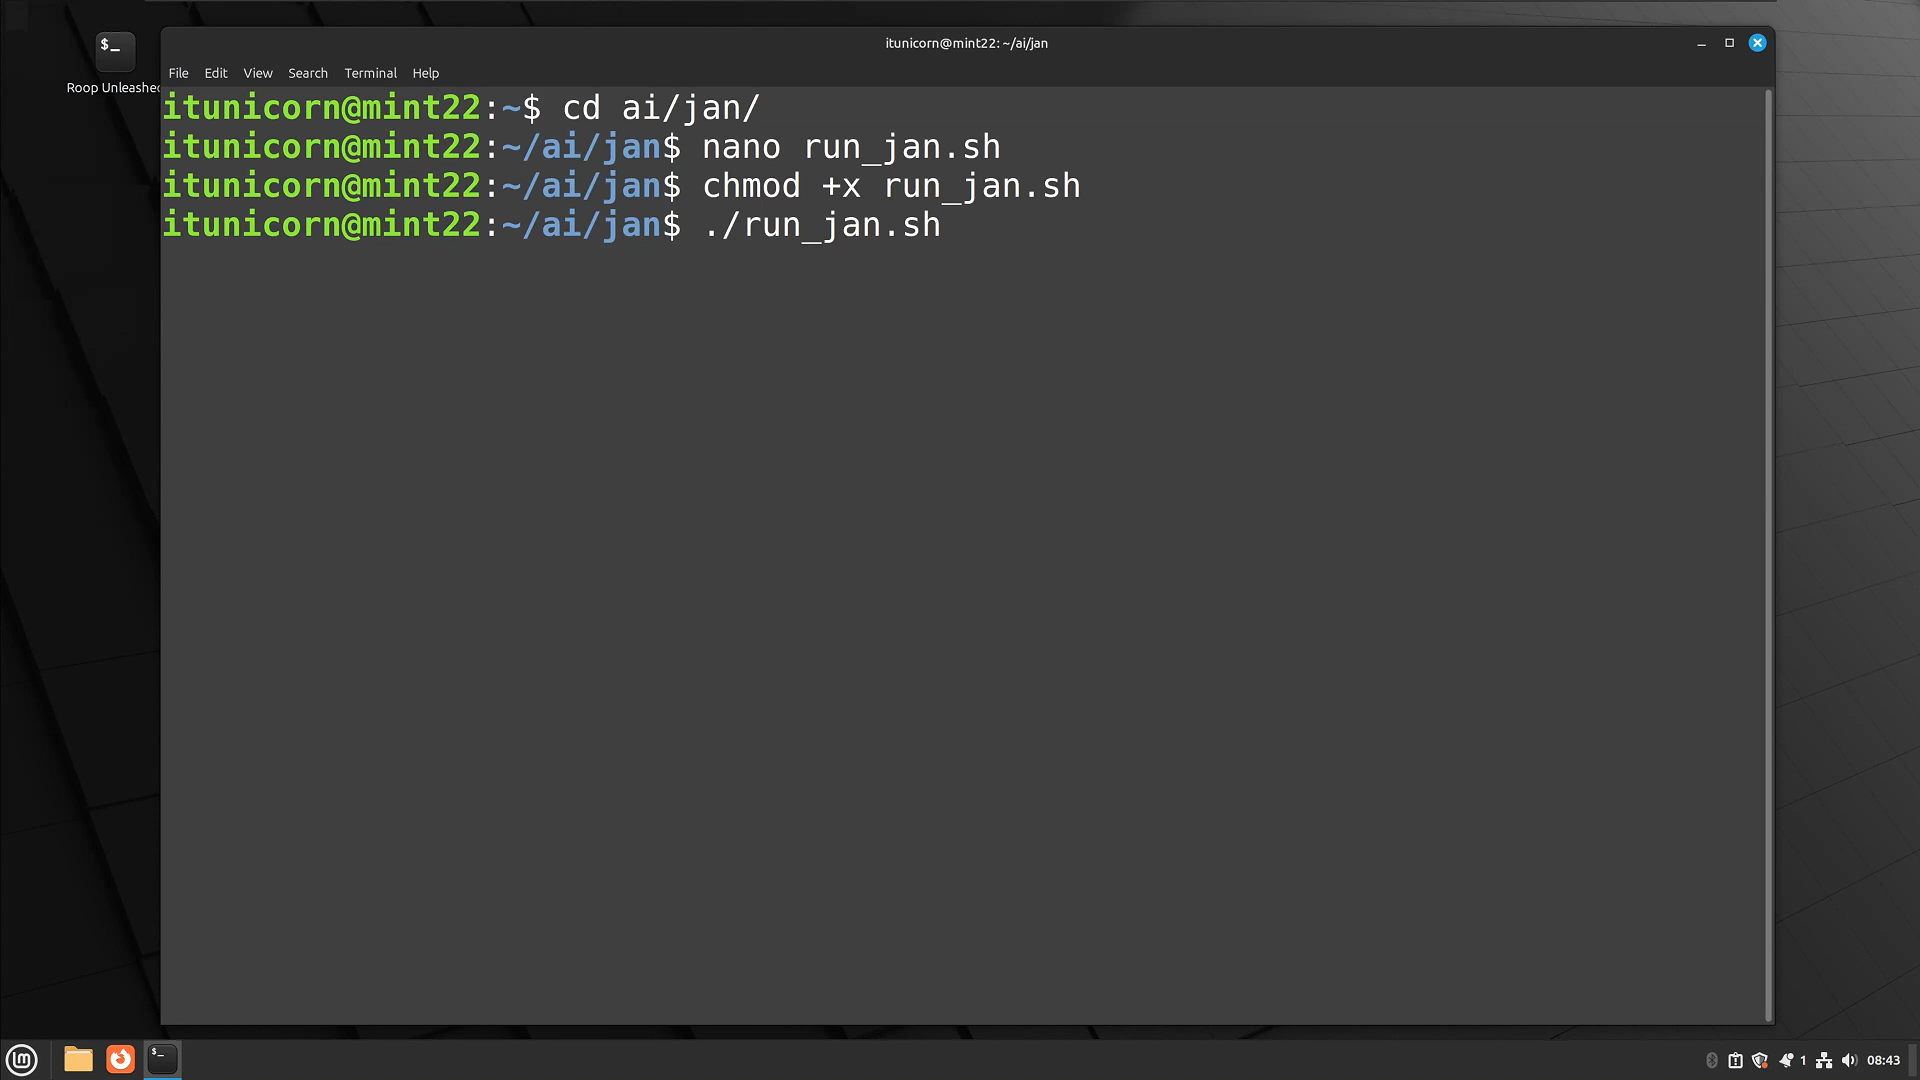 itunicorn@mint22: ~/ai/jan
$_
Roop Unleashed
File Edit View Search Terminal Help
itunicorn@mint22:~$ cd ai/jan/
itunicorn@mint22:~/ai/jan$ nano run_jan.sh
itunicorn@mint22:~/ai/jan$ chmod +x run_jan.sh
itunicorn@mint22:~/ai/jan$ ./run_jan.sh
lm
$_
1
08:43